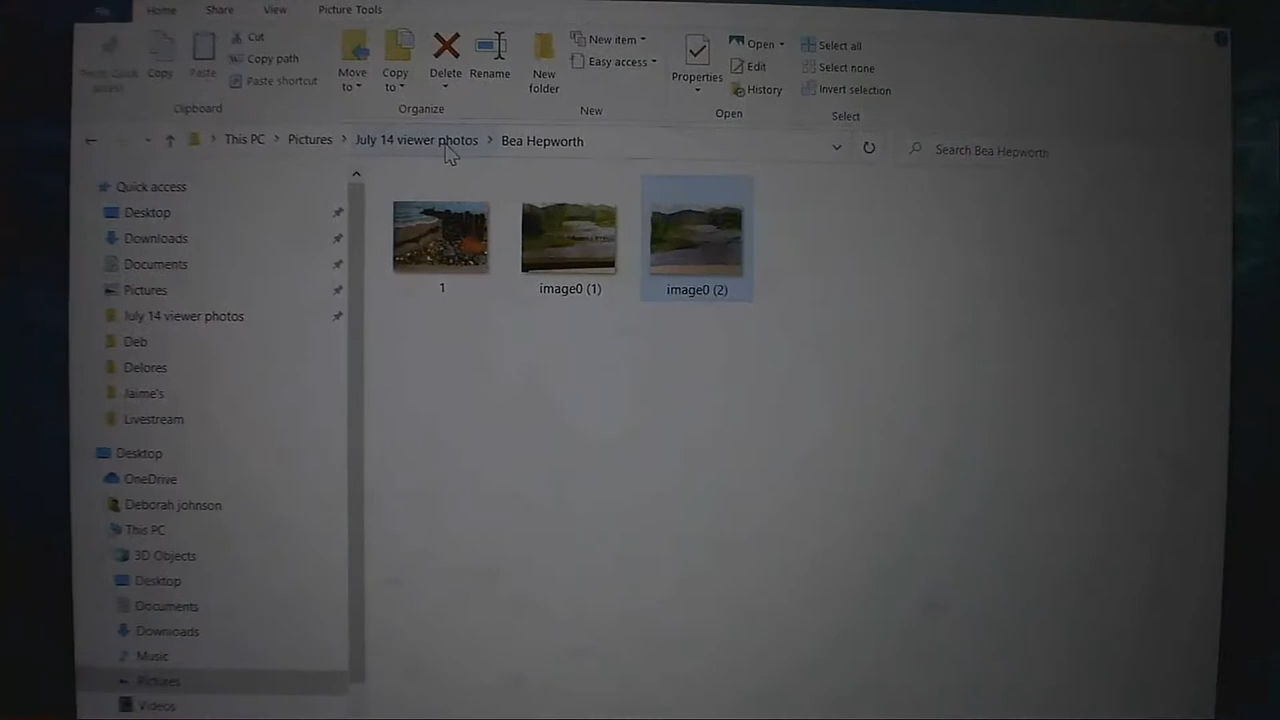 Home Share View Picture Tools
Copy
Paste
Cut
Copy path
Paste shortcut
Clipboard
Move to
Copy to
Delete
Rename
Organize
New folder
New item
Easy access
New
Properties
Open
Edit
History
Open
Select all
Select none
Invert selection
Select
This PC > Pictures > July 14 viewer photos > Bea Hepworth
Search Bea Hepworth
Quick access
Desktop
Downloads
Documents
Pictures
July 14 viewer photos
Deb
Delores
Jaime's
Livestream
Desktop
OneDrive
Deborah johnson
This PC
3D Objects
Desktop
Documents
Downloads
Music
Pictures
Videos
1
image0 (1)
image0 (2)